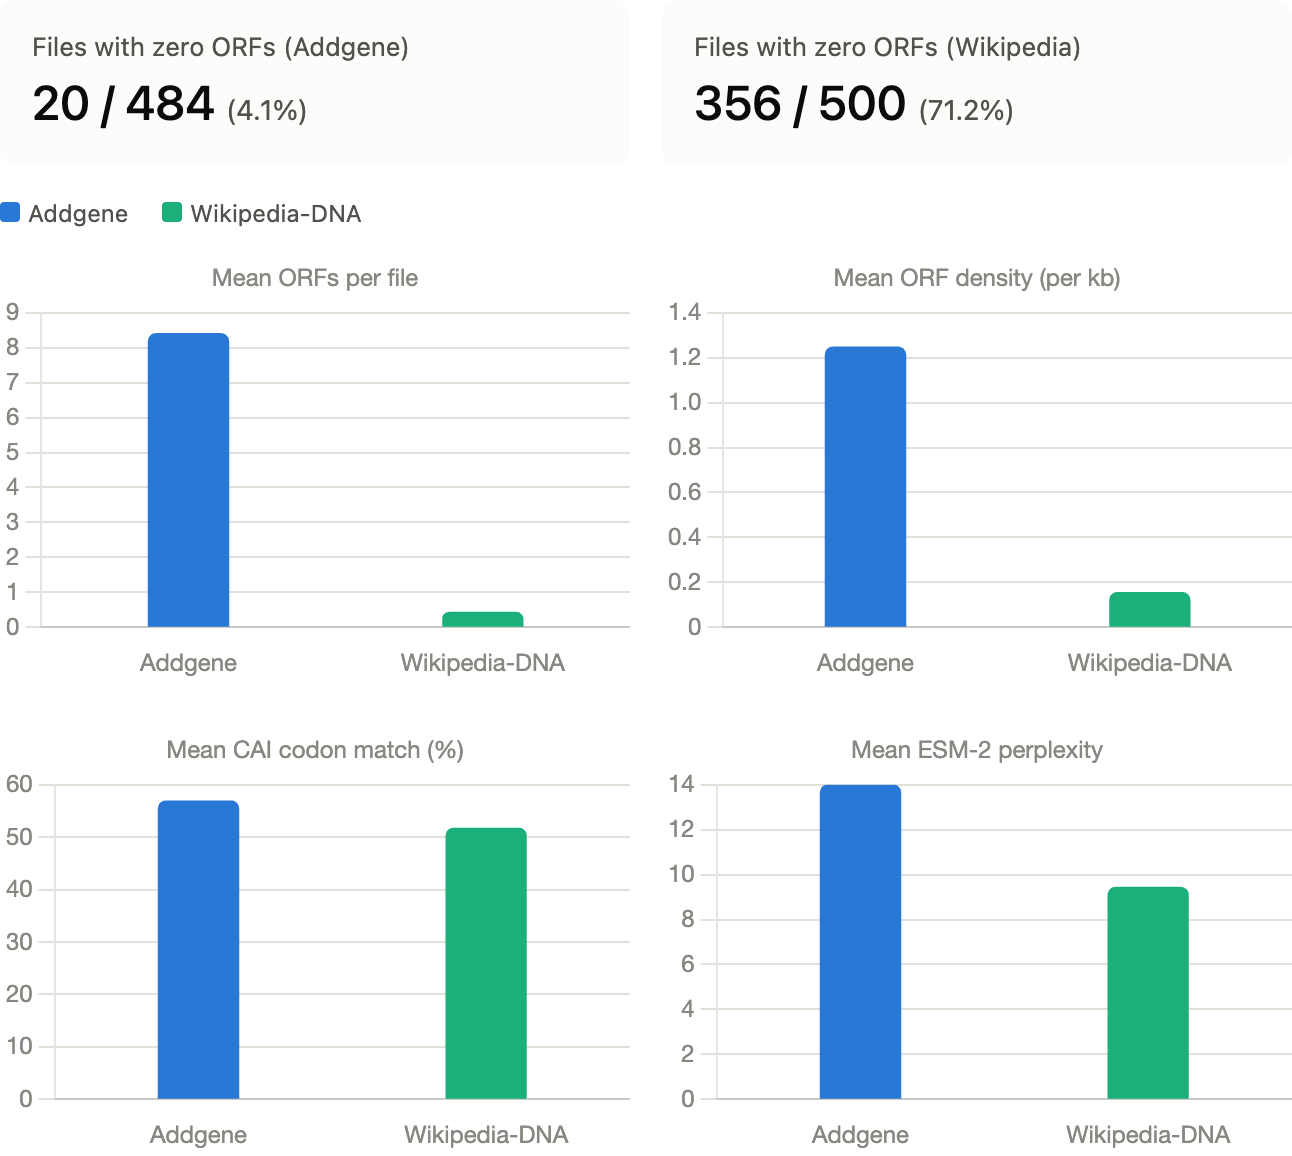 Files with zero ORFs (Addgene)
20 / 484 (4.1%)
Files with zero ORFs (Wikipedia)
356 / 500 (71.2%)
Addgene
Wikipedia-DNA
Mean ORFs per file
9
8
7
6
5
4
3
2
1
0
Addgene
Wikipedia-DNA
Mean ORF density (per kb)
1.4
1.2
1.0
0.8
0.6
0.4
0.2
0
Addgene
Wikipedia-DNA
Mean CAI codon match (%)
60
50
40
30
20
10
0
Addgene
Wikipedia-DNA
Mean ESM-2 perplexity
14
12
10
8
6
4
2
0
Addgene
Wikipedia-DNA